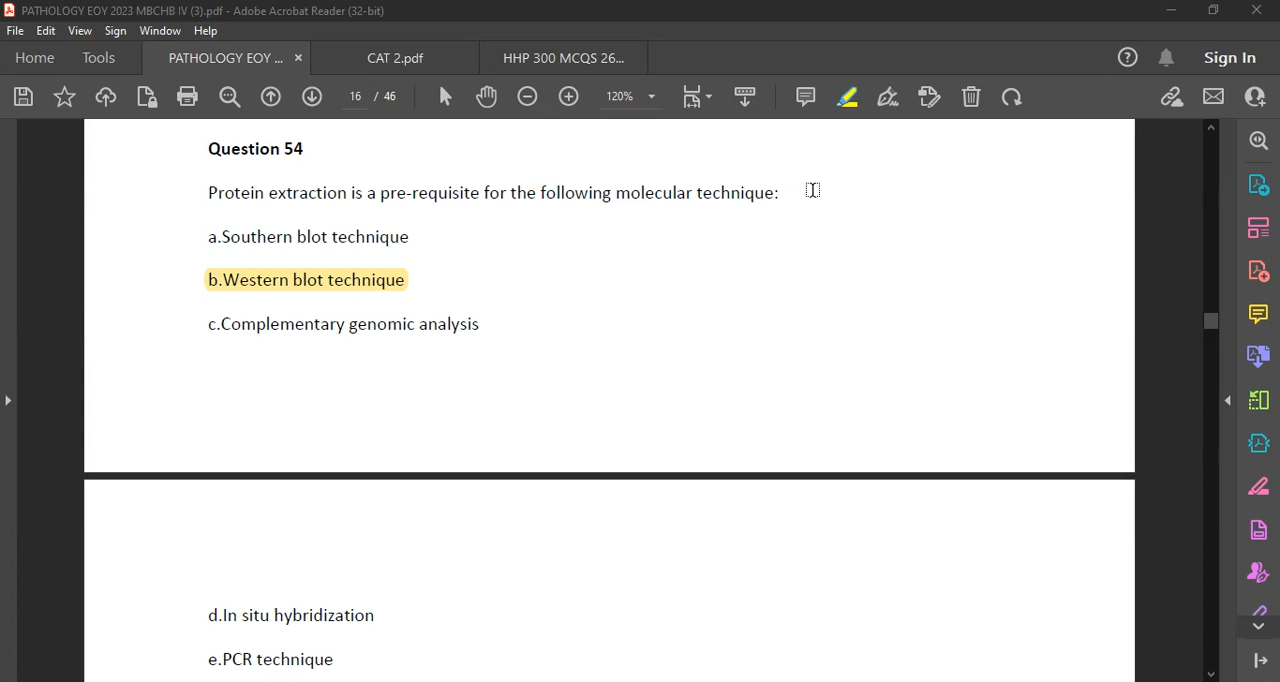 PATHOLOGY EOY 2023 MBCHB IV (3).pdf - Adobe Acrobat Reader (32-bit)
File Edit View Sign Window Help
Home Tools PATHOLOGY EOY ... × CAT 2.pdf HHP 300 MCQS 26... Sign In
16 / 46 120%
Question 54
Protein extraction is a pre-requisite for the following molecular technique:
a.Southern blot technique
b.Western blot technique
c.Complementary genomic analysis
d.In situ hybridization
e.PCR technique